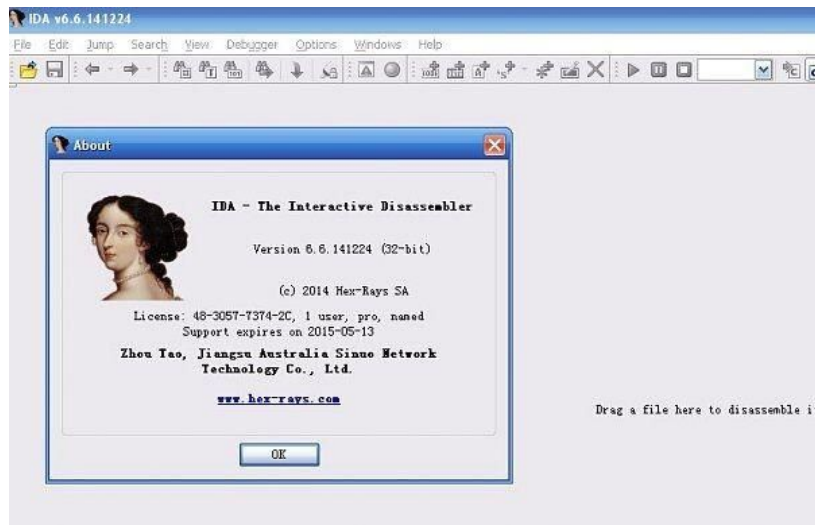 IDA v6.6.141224
File Edit Jump Search View Debugger Options Windows Help
About
IDA - The Interactive Disassembler
Version 6.6.141224 (32-bit)
(c) 2014 Hex-Rays SA
License: 48-3057-7374-2C, 1 user, pro, named
Support expires on 2015-05-13
Zhou Tao, Jiangsu Australia Sinuo Network
Technology Co., Ltd.
www.hex-rays.com
Drag a file here to disassemble i
OK